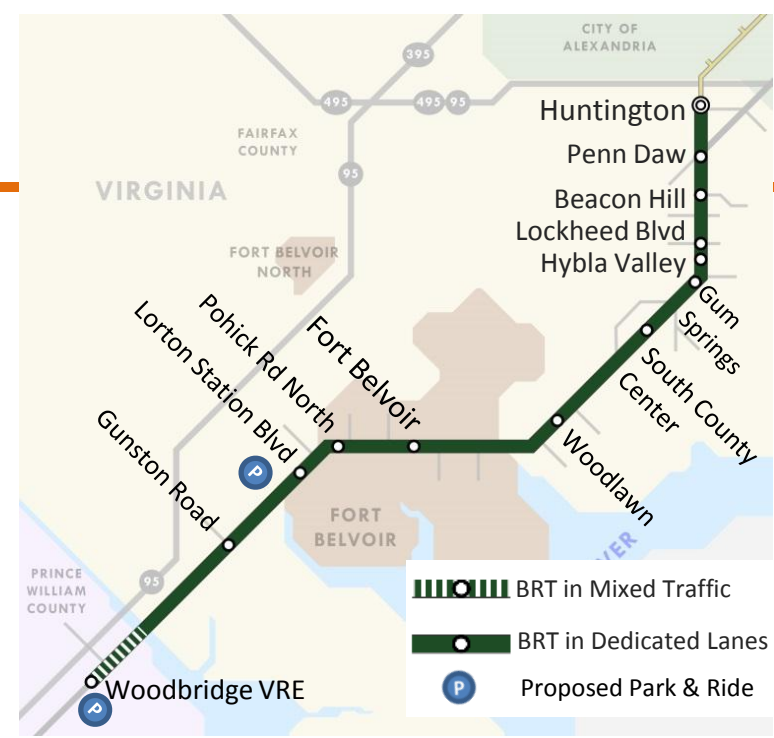 CITY OF
ALEXANDRIA
395
495
495 95
Huntington
FAIRFAX
COUNTY
Penn Daw
95
VIRGINIA
Beacon Hill
Lockheed Blvd
FORT BELVOIR
NORTH
Hybla Valley
Gum
Springs
Pohick Rd North
Fort Belvoir
Lorton Station Blvd
South County
Center
Gunston Road
P
Woodlawn
FORT
BELVOIR
VER
PRINCE
WILLIAM
COUNTY
95
BRT in Mixed Traffic
BRT in Dedicated Lanes
P Proposed Park & Ride
Woodbridge VRE
P